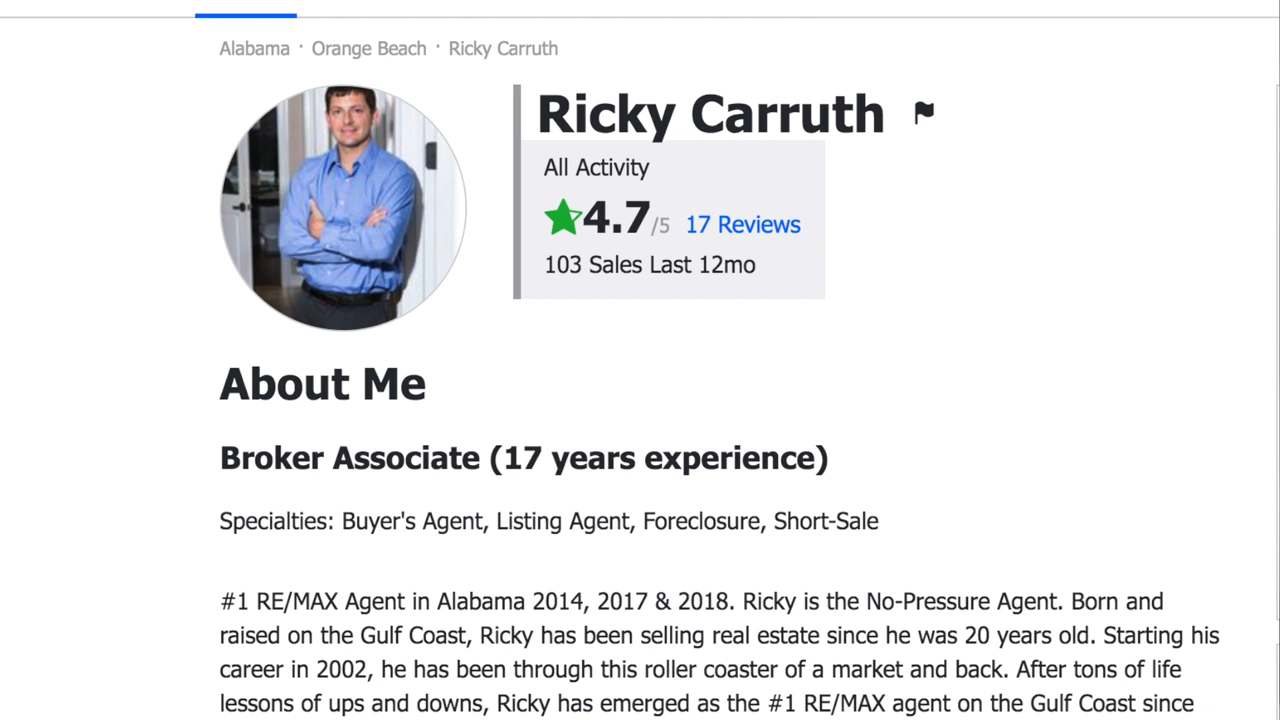 Alabama · Orange Beach · Ricky Carruth
Ricky Carruth
All Activity
4.7/5 17 Reviews
103 Sales Last 12mo
About Me
Broker Associate (17 years experience)
Specialties: Buyer's Agent, Listing Agent, Foreclosure, Short-Sale
#1 RE/MAX Agent in Alabama 2014, 2017 & 2018. Ricky is the No-Pressure Agent. Born and
raised on the Gulf Coast, Ricky has been selling real estate since he was 20 years old. Starting his
career in 2002, he has been through this roller coaster of a market and back. After tons of life
lessons of ups and downs, Ricky has emerged as the #1 RE/MAX agent on the Gulf Coast since